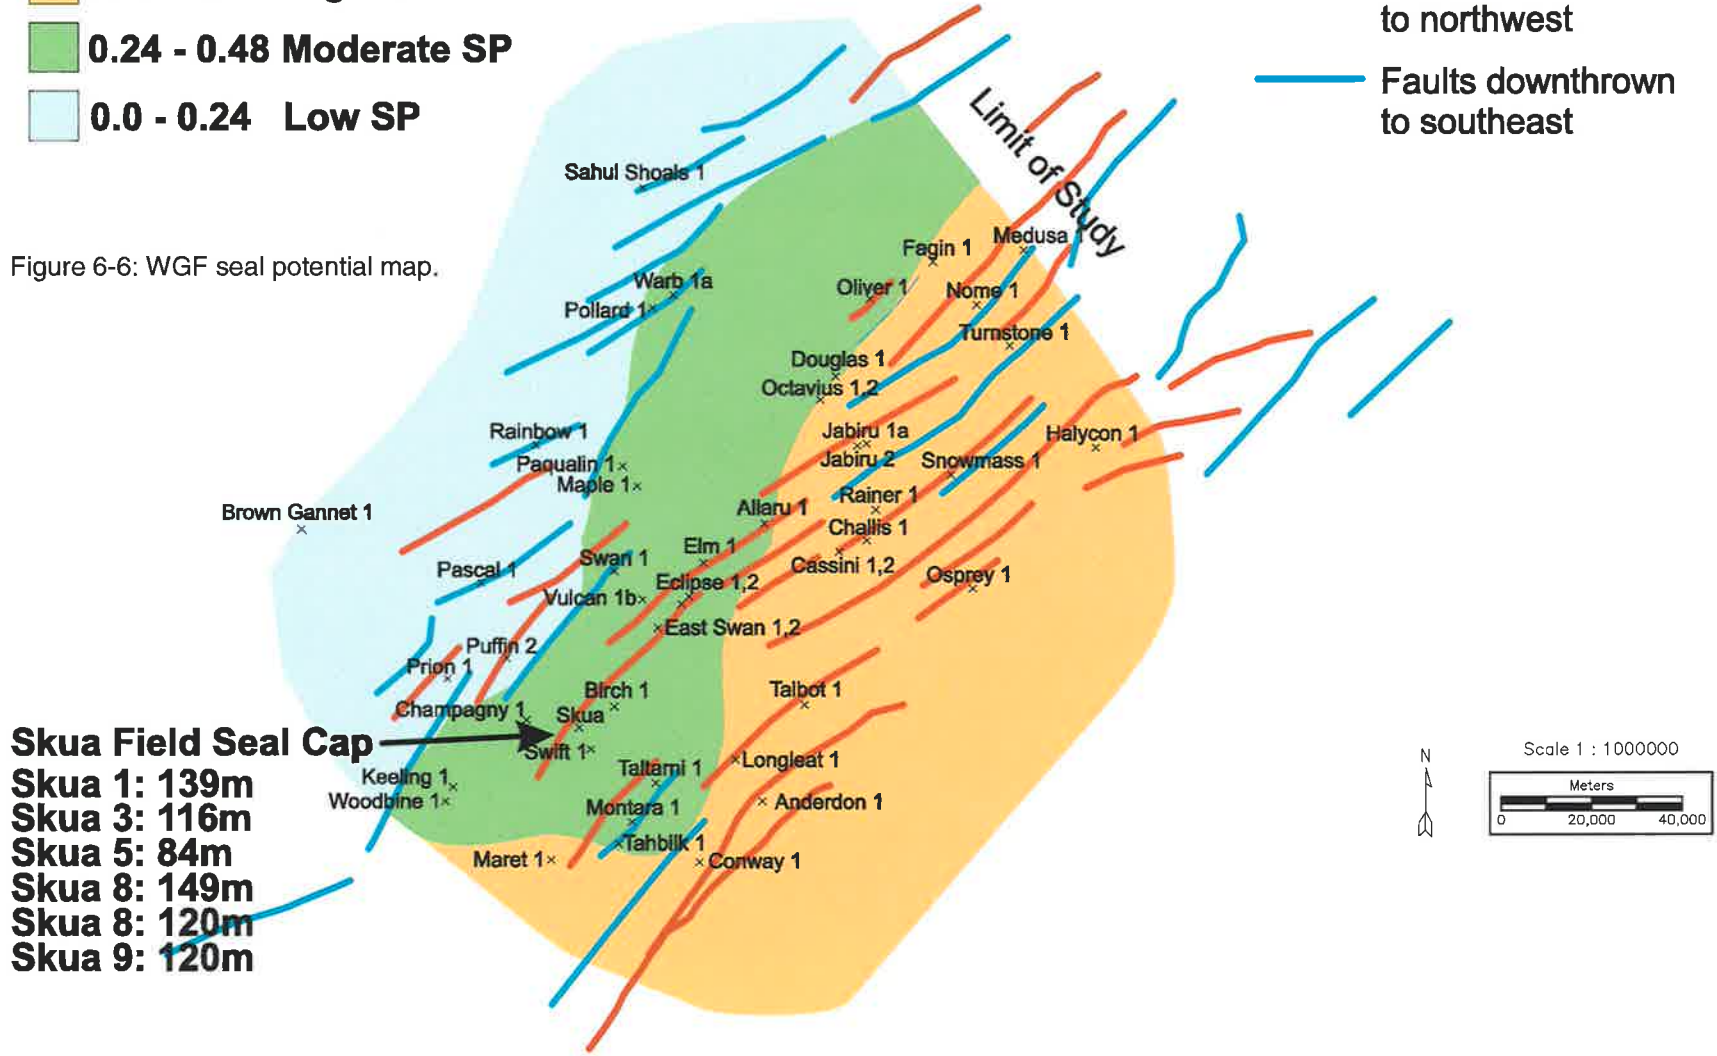 0.24 - 0.48 Moderate SP
0.0 - 0.24 Low SP
to northwest
Faults downthrown
to southeast
Limit of Study
Figure 6-6: WGF seal potential map.
Sahul Shoals 1
Fagin 1
Medusa 1
Warb 1a
Oliver 1
Nome 1
Pollard 1
Turnstone 1
Douglas 1
Octavius 1,2
Rainbow 1
Jabiru 1a
Halycon 1
Paqualin 1
Jabiru 2
Snowmass 1
Maple 1
Rainer 1
Brown Gannet 1
Allaru 1
Challis 1
Elm 1
Swan 1
Cassini 1,2
Pascal 1
Eclipse 1,2
Osprey 1
Vulcan 1b
East Swan 1,2
Puffin 2
Prion 1
Birch 1
Talbot 1
Champagny 1
Skua
Swift 1
Longleat 1
Taltarni 1
Keeling 1
Woodbine 1
Montara 1
Anderdon 1
Tahbilk 1
Maret 1
Conway 1
Skua Field Seal Cap
Skua 1: 139m
Skua 3: 116m
Skua 5: 84m
Skua 8: 149m
Skua 8: 120m
Skua 9: 120m
N
Scale 1 : 1000000
Meters
0 20,000 40,000